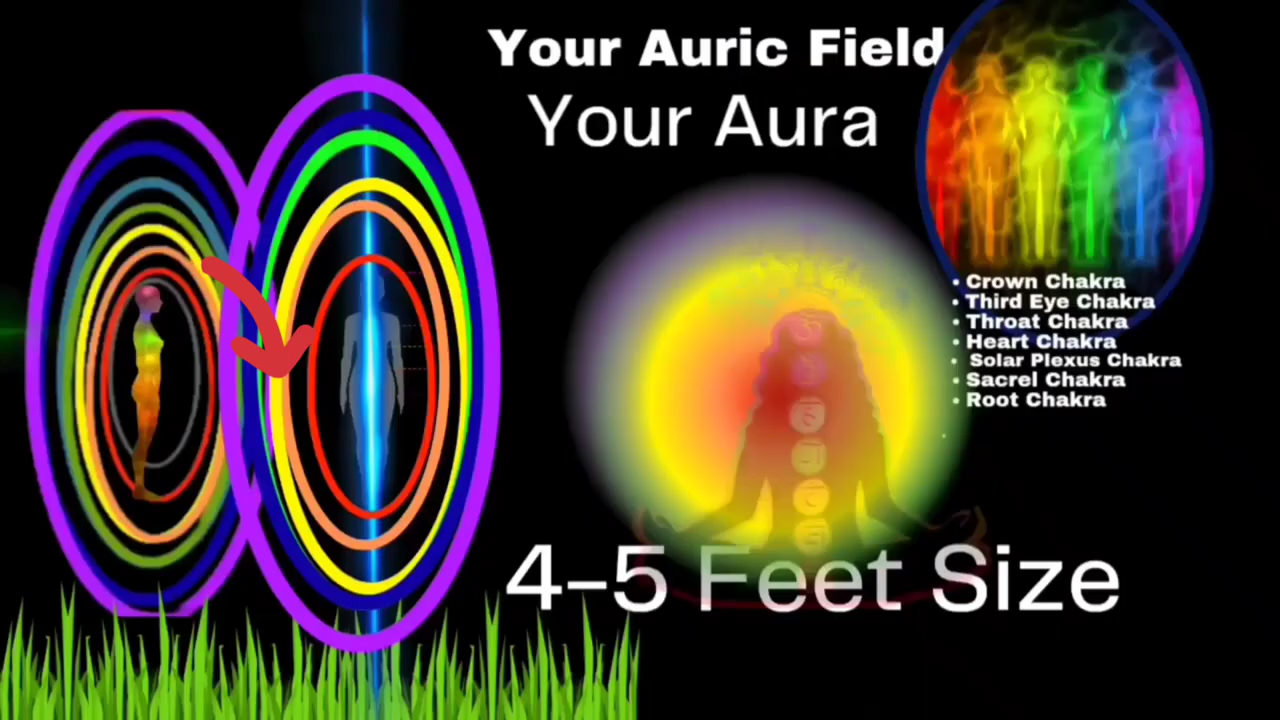 Your Auric Field
Your Aura
• Crown Chakra
• Third Eye Chakra
• Throat Chakra
• Heart Chakra
• Solar Plexus Chakra
• Sacrel Chakra
• Root Chakra
4–5 Feet Size